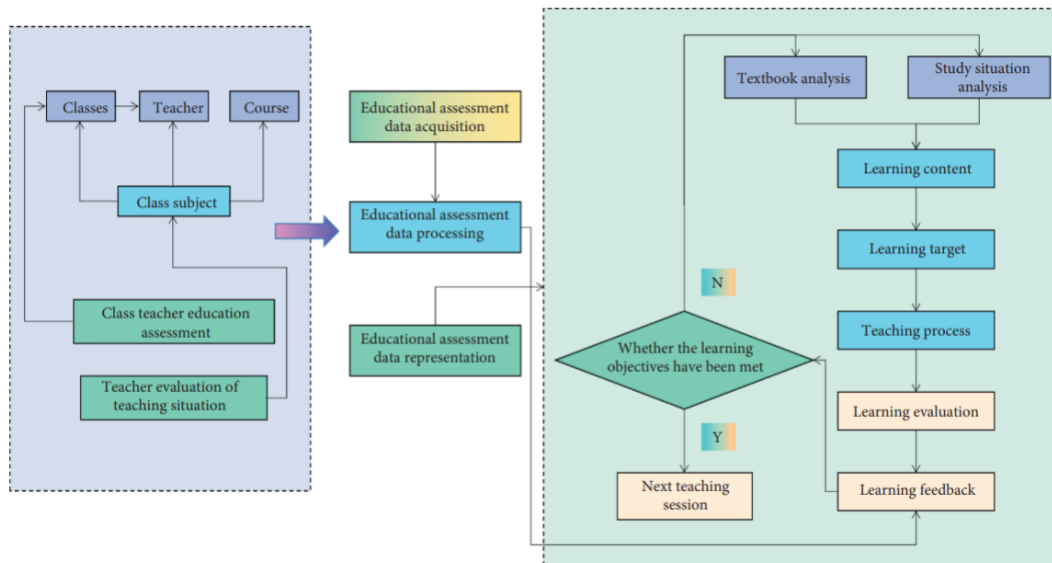 Classes
Teacher
Course
Class subject
Class teacher education
assessment
Teacher evaluation of
teaching situation
Educational assessment
data acquisition
Educational assessment
data processing
Educational assessment
data representation
Textbook analysis
Study situation
analysis
Learning content
Learning target
Teaching process
Learning evaluation
Learning feedback
N
Whether the learning
objectives have been met
Y
Next teaching
session